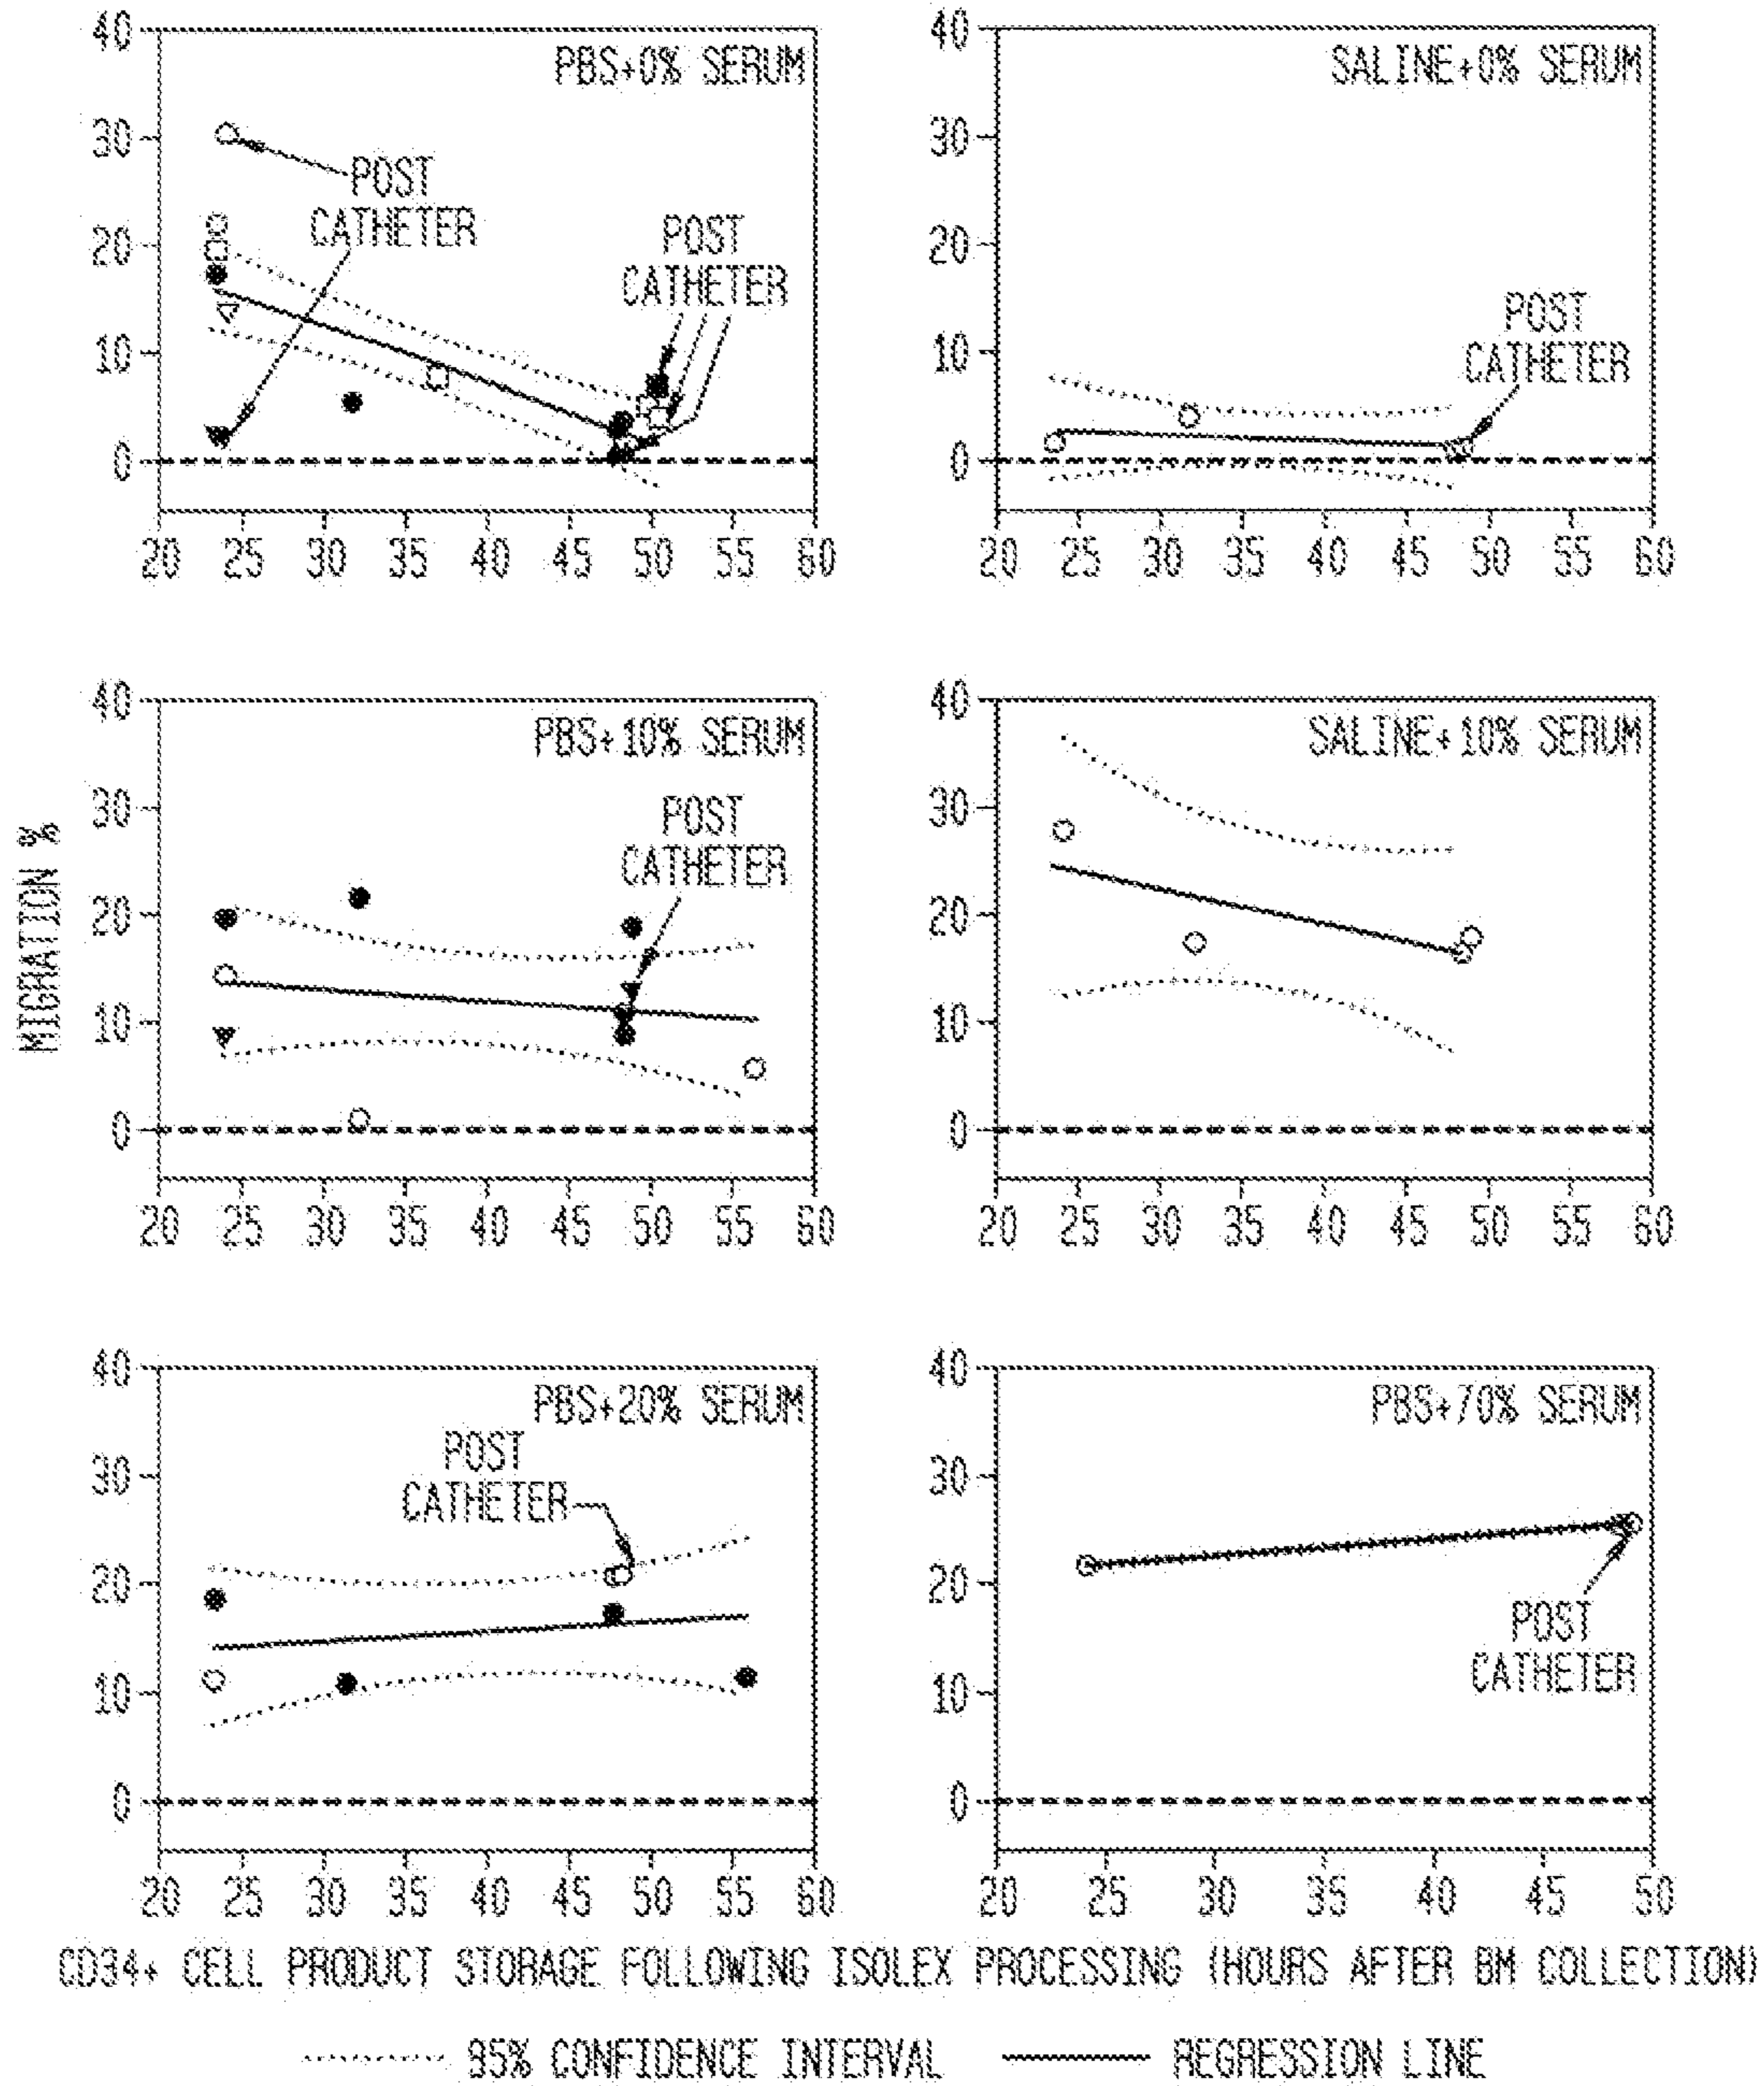 PBS+0% SERUM
40
30
20
10
0
POST
CATHETER
POST
CATHETER
20 25 30 35 40 45 50 55 60
SALINE+0% SERUM
40
30
20
10
0
POST
CATHETER
20 25 30 35 40 45 50 55 60
PBS+10% SERUM
40
30
20
10
0
POST
CATHETER
20 25 30 35 40 45 50 55 60
SALINE+10% SERUM
40
30
20
10
0
20 25 30 35 40 45 50 55 60
MIGRATION %
PBS+20% SERUM
40
30
20
10
0
POST
CATHETER
20 25 30 35 40 45 50 55 60
PBS+70% SERUM
40
30
20
10
0
POST
CATHETER
20 25 30 35 40 45 50
CD34+ CELL PRODUCT STORAGE FOLLOWING ISOLEX PROCESSING (HOURS AFTER BM COLLECTION)
95% CONFIDENCE INTERVAL
REGRESSION LINE